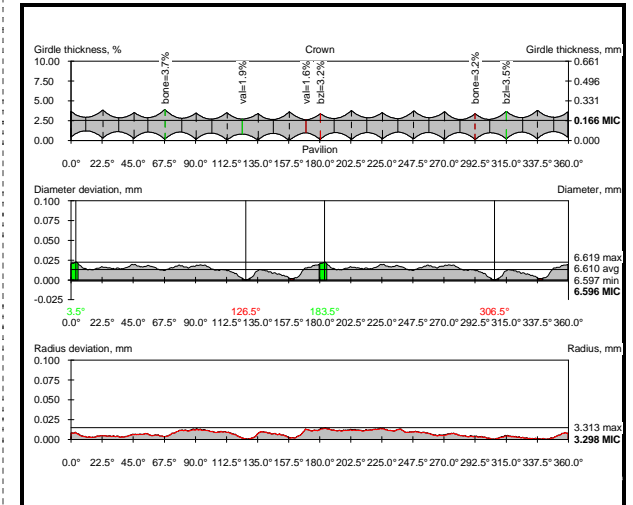 Girdle thickness, % Crown Girdle thickness, mm
bone=3.7% val=1.9% val=1.6% bzl=3.2% bone=3.2% bzl=3.5%
10.00 0.661
7.50 0.496
5.00 0.331
2.50 0.166 MIC
0.00 0.000
Pavilion
0.0° 22.5° 45.0° 67.5° 90.0° 112.5° 135.0° 157.5° 180.0° 202.5° 225.0° 247.5° 270.0° 292.5° 315.0° 337.5° 360.0°
Diameter deviation, mm Diameter, mm
0.100
0.075
0.050
0.025 6.619 max
6.610 avg
0.000 6.597 min
6.596 MIC
-0.025
3.5° 126.5° 183.5° 306.5°
0.0° 22.5° 45.0° 67.5° 90.0° 112.5° 135.0° 157.5° 180.0° 202.5° 225.0° 247.5° 270.0° 292.5° 315.0° 337.5° 360.0°
Radius deviation, mm Radius, mm
0.100
0.075
0.050
0.025
3.313 max
0.000 3.298 MIC
0.0° 22.5° 45.0° 67.5° 90.0° 112.5° 135.0° 157.5° 180.0° 202.5° 225.0° 247.5° 270.0° 292.5° 315.0° 337.5° 360.0°